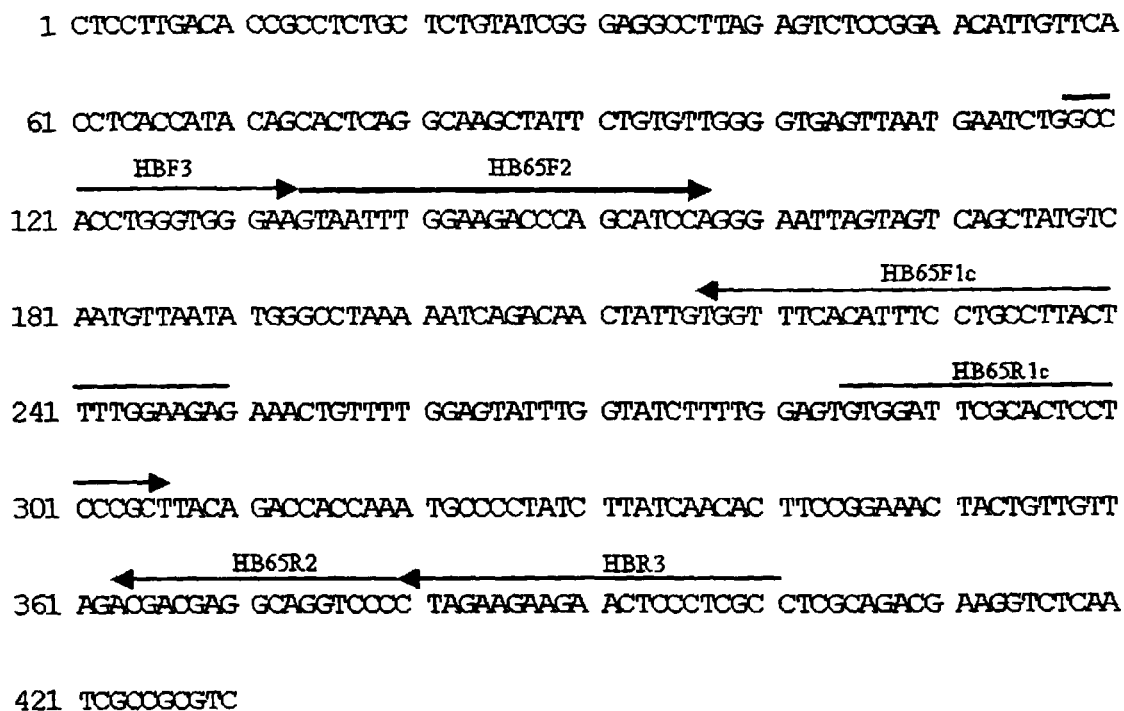 1 CTCCTTGACA CCGCCTCTGC TCTGTATCGG GAGGCCTTAG AGTCTCCGGA ACATTGTTCA
61 CCTCACCATA CAGCACTCAG GCAAGCTATT CTGTGTTGGG GTGAGTTAAT GAATCTGGCC
HBF3 HB65F2
121 ACCTGGGTGG GAAGTAATTT GGAAGACCCA GCATCCAGGG AATTAGTAGT CAGCTATGTC
HB65F1c
181 AATGTTAATA TGGGCCTAAA AATCAGACAA CTATTGTGGT TTCACATTTC CTGCCTTACT
HB65R1c
241 TTTGGAAGAG AAACTGTTTT GGAGTATTTG GTATCTTTTG GAGTGTGGAT TCGCACTCCT
301 CCCGCTTACA GACCACCAAA TGCCCCTATC TTATCAACAC TTCCGGAAAC TACTGTTGTT
HB65R2 HBR3
361 AGACGACGAG GCAGGTCCCC TAGAAGAAGA ACTCCCTCGC CTCGCAGACG AAGGTCTCAA
421 TCGCCGCGTC